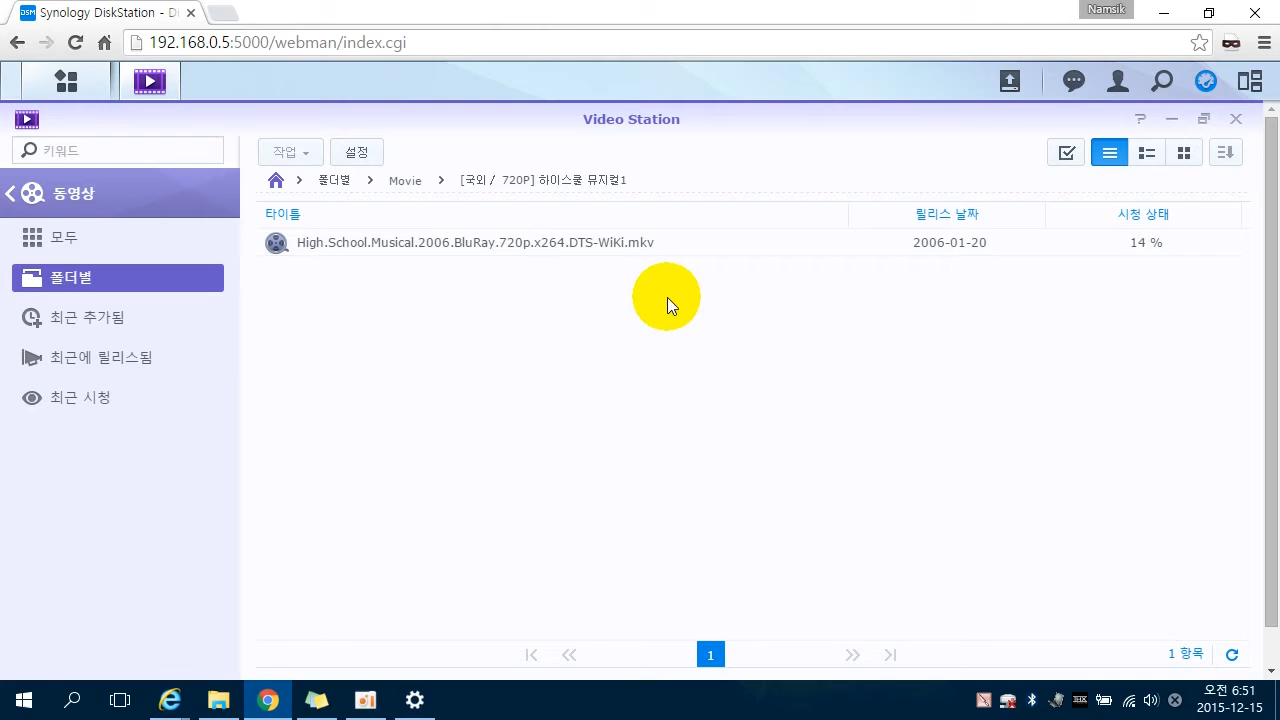 Synology DiskStation - Di
Namsik
192.168.0.5:5000/webman/index.cgi
Video Station
키워드
작업
설정
폴더별
Movie
[국외 / 720P] 하이스쿨 뮤지컬1
동영상
타이틀
릴리스 날짜
시청 상태
모두
High.School.Musical.2006.BluRay.720p.x264.DTS-WiKi.mkv
2006-01-20
14 %
폴더별
최근 추가됨
최근에 릴리스됨
최근 시청
1
1 항목
오전 6:51
2015-12-15